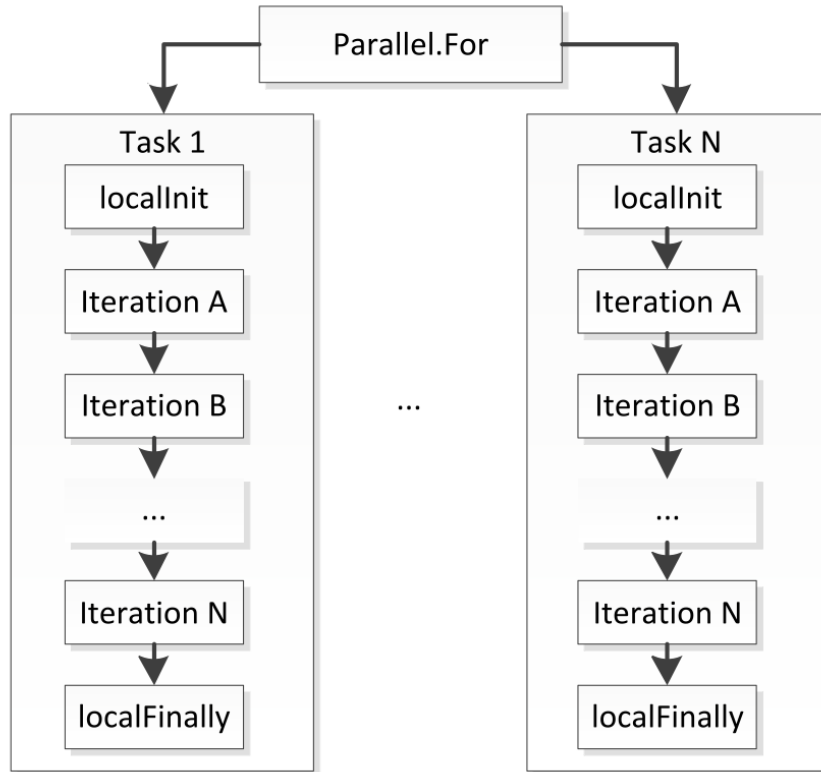 Parallel.For
Task 1
localInit
Iteration A
Iteration B
...
Iteration N
localFinally
...
Task N
localInit
Iteration A
Iteration B
...
Iteration N
localFinally